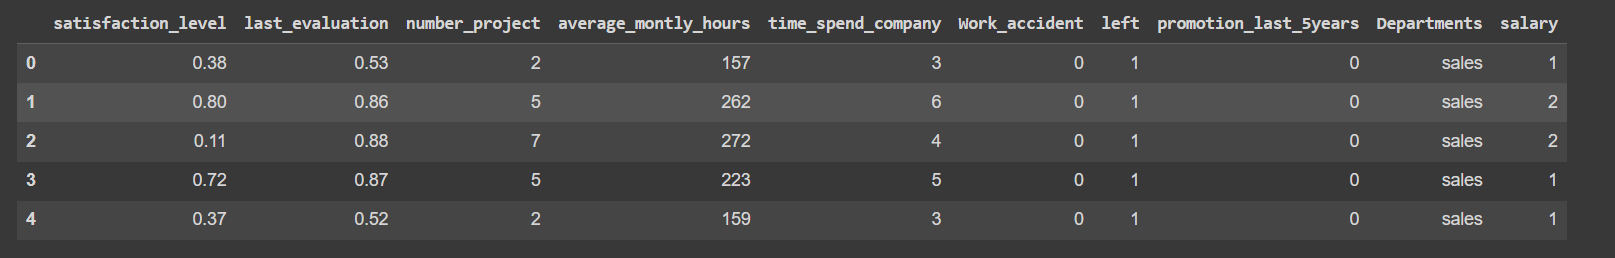 satisfaction_level last_evaluation number_project average_montly_hours time_spend_company Work_accident left promotion_last_5years Departments salary
0 0.38 0.53 2 157 3 0 1 0 sales 1
1 0.80 0.86 5 262 6 0 1 0 sales 2
2 0.11 0.88 7 272 4 0 1 0 sales 2
3 0.72 0.87 5 223 5 0 1 0 sales 1
4 0.37 0.52 2 159 3 0 1 0 sales 1